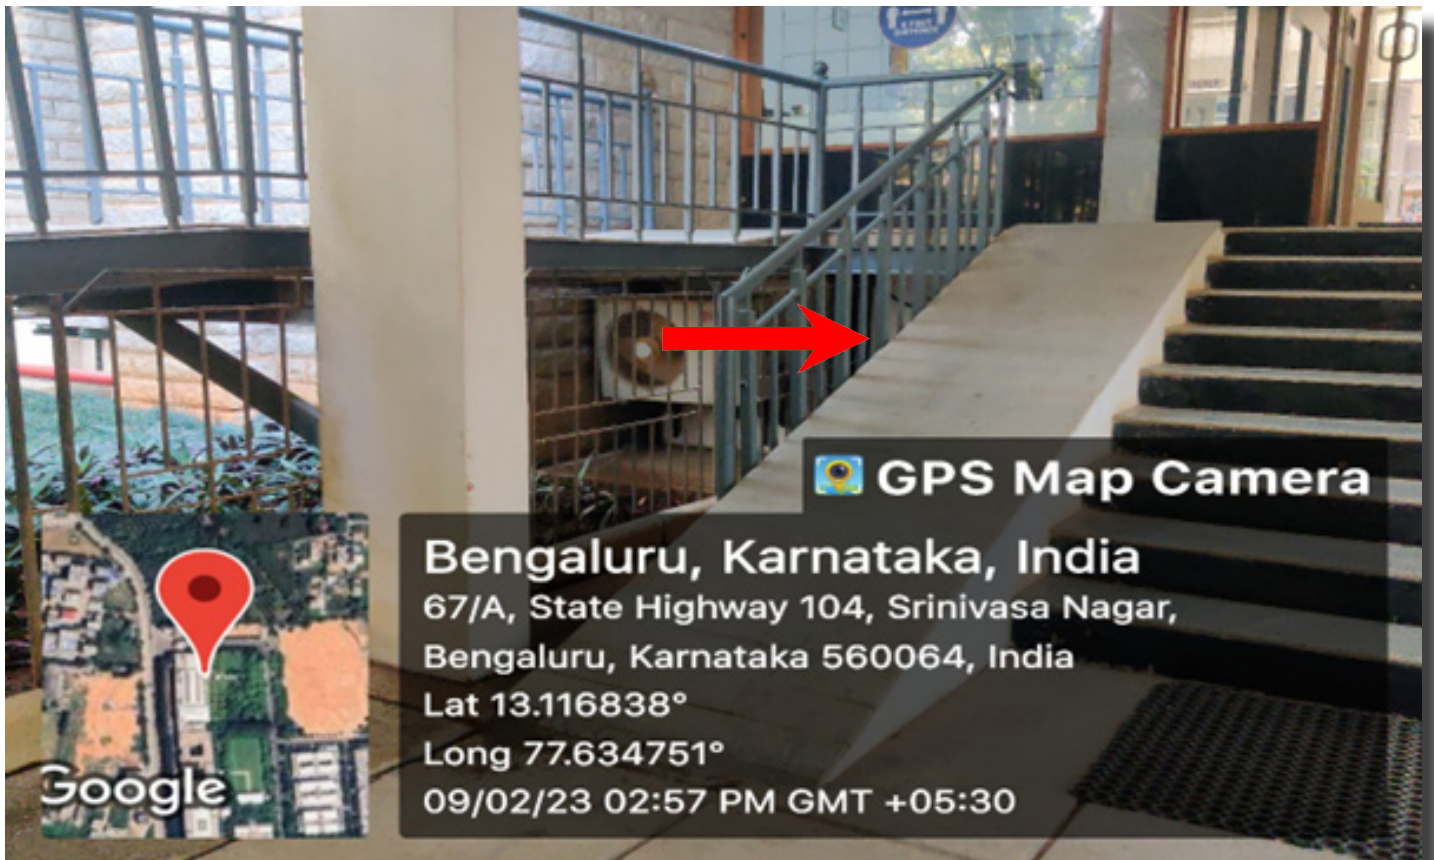 GPS Map Camera
Bengaluru, Karnataka, India
67/A, State Highway 104, Srinivasa Nagar,
Bengaluru, Karnataka 560064, India
Lat 13.116838°
Long 77.634751°
09/02/23 02:57 PM GMT +05:30
Google